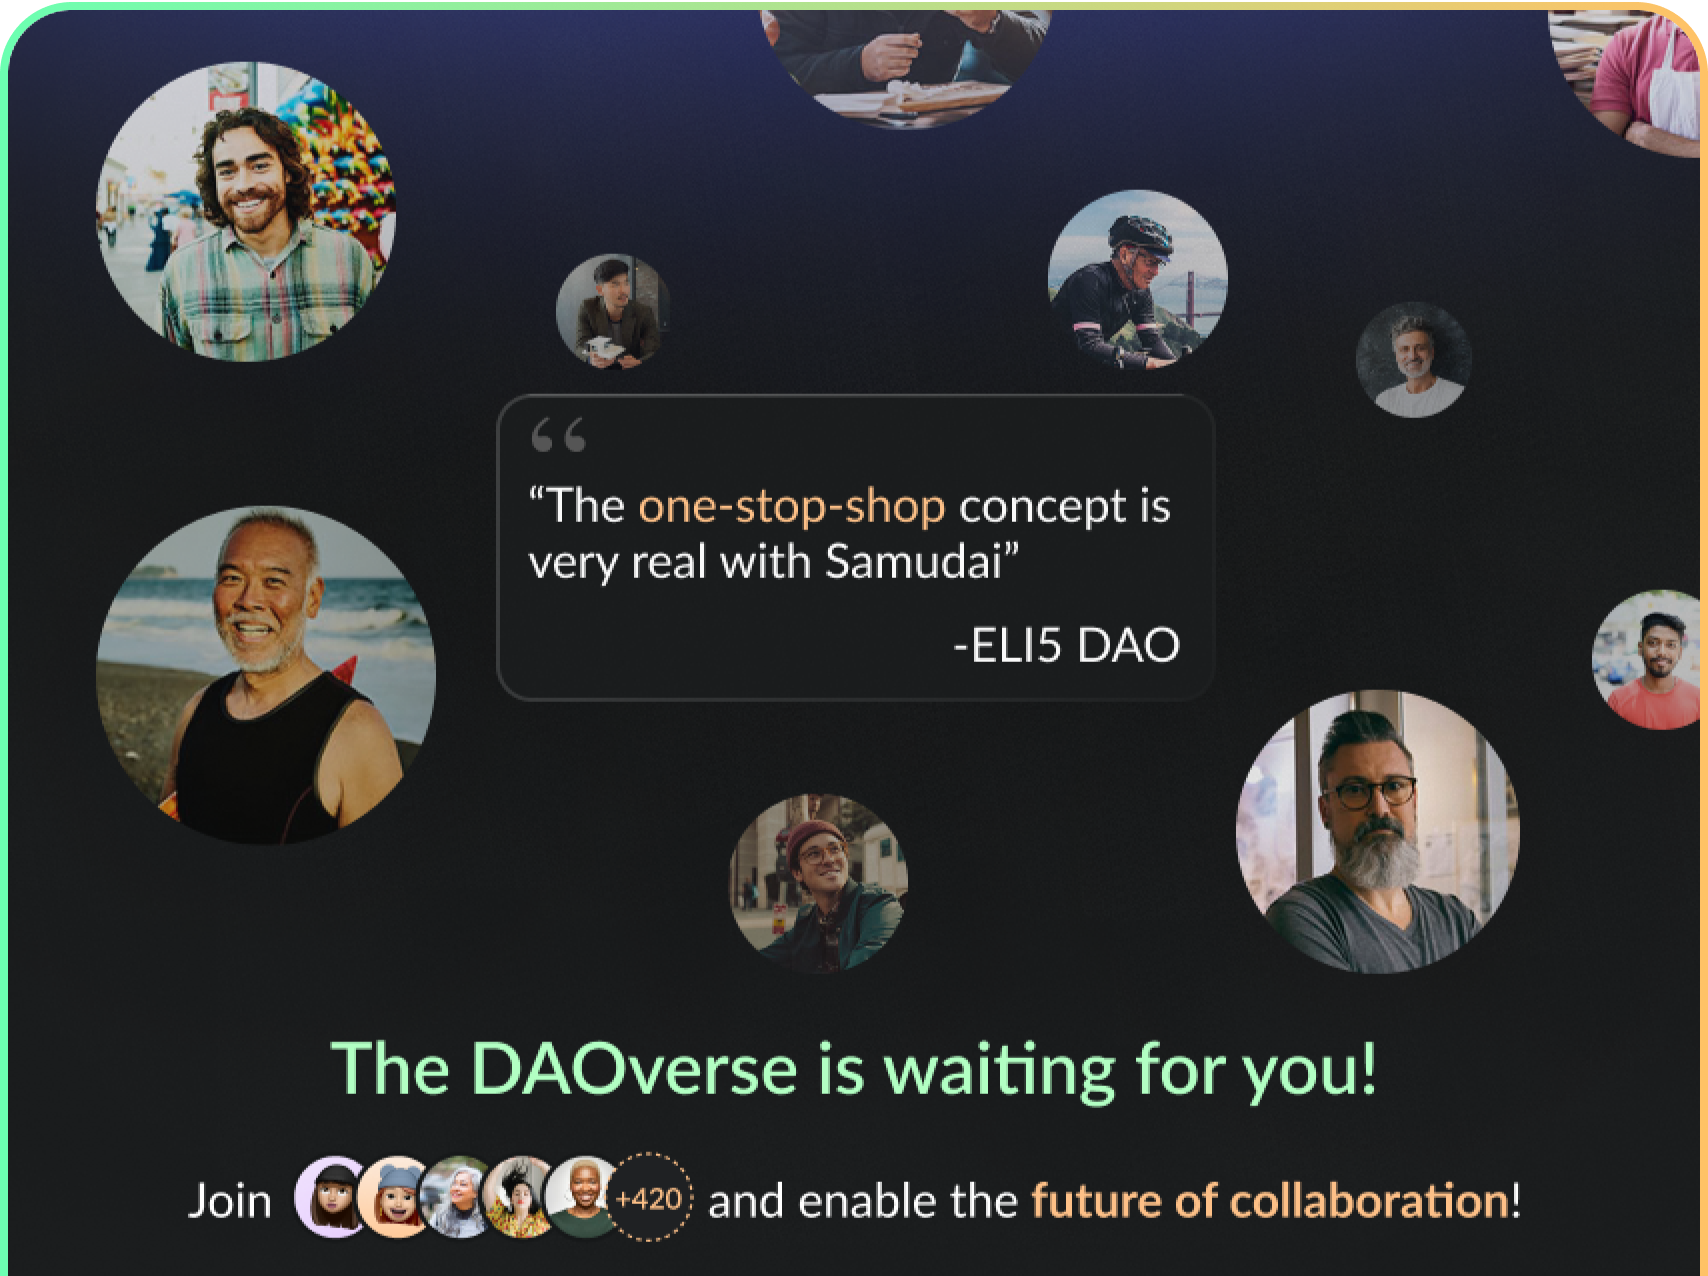 “
“The one-stop-shop concept is
very real with Samudai”
-ELI5 DAO
The DAOverse is waiting for you!
Join +420 and enable the future of collaboration!